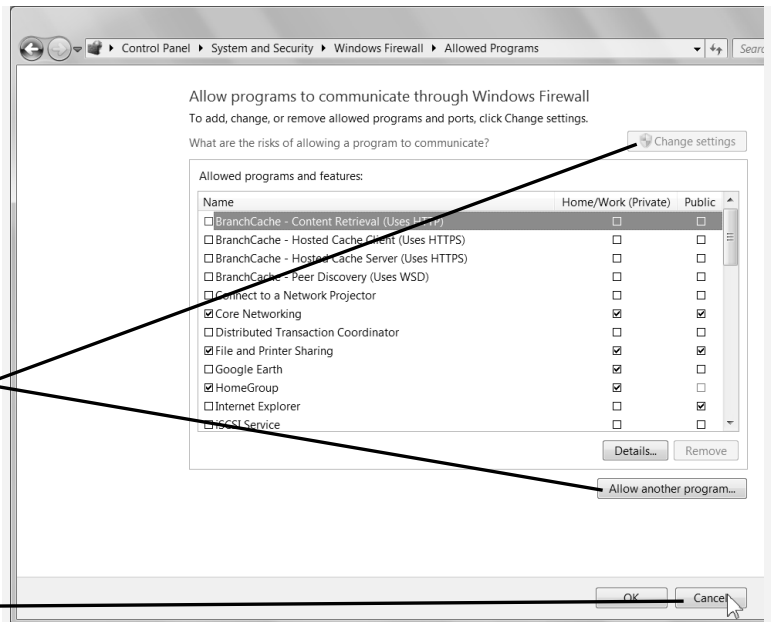 Control Panel ▸ System and Security ▸ Windows Firewall ▸ Allowed Programs
Allow programs to communicate through Windows Firewall
To add, change, or remove allowed programs and ports, click Change settings.
What are the risks of allowing a program to communicate?
Change settings
Allowed programs and features:
Name Home/Work (Private) Public
BranchCache - Content Retrieval (Uses HTTP)
BranchCache - Hosted Cache Client (Uses HTTPS)
BranchCache - Hosted Cache Server (Uses HTTPS)
BranchCache - Peer Discovery (Uses WSD)
Connect to a Network Projector
Core Networking
Distributed Transaction Coordinator
File and Printer Sharing
Google Earth
HomeGroup
Internet Explorer
iSCSI Service
Details... Remove
Allow another program...
OK Cancel